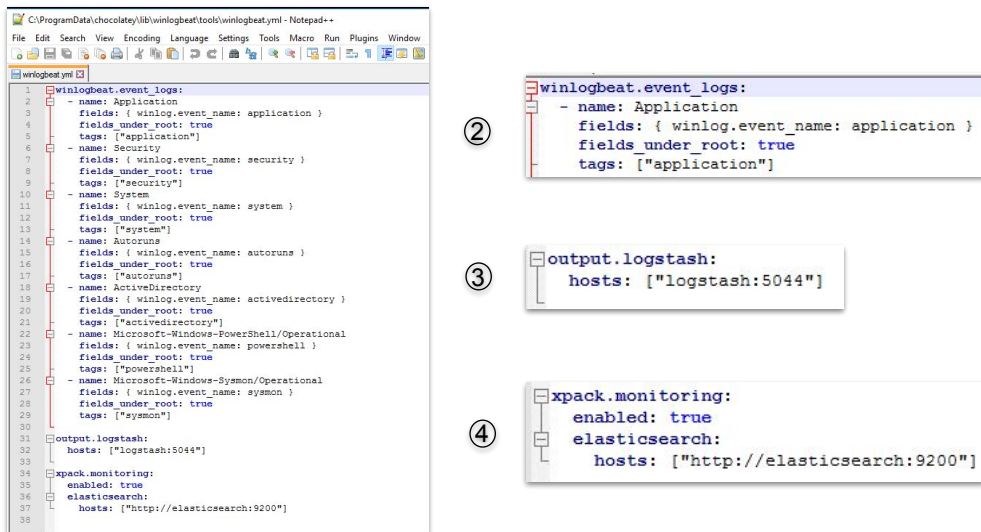 C:\ProgramData\chocolatey\lib\winlogbeat\tools\winlogbeat.yml - Notepad++
File Edit Search View Encoding Language Settings Tools Macro Run Plugins Window
winlogbeat.yml
1 winlogbeat.event_logs:
2 - name: Application
3 fields: { winlog.event_name: application }
4 fields_under_root: true
5 tags: ["application"]
6 - name: Security
7 fields: { winlog.event_name: security }
8 fields_under_root: true
9 tags: ["security"]
10 - name: System
11 fields: { winlog.event_name: system }
12 fields_under_root: true
13 tags: ["system"]
14 - name: Autoruns
15 fields: { winlog.event_name: autoruns }
16 fields_under_root: true
17 tags: ["autoruns"]
18 - name: ActiveDirectory
19 fields: { winlog.event_name: activedirectory }
20 fields_under_root: true
21 tags: ["activedirectory"]
22 - name: Microsoft-Windows-PowerShell/Operational
23 fields: { winlog.event_name: powershell }
24 fields_under_root: true
25 tags: ["powershell"]
26 - name: Microsoft-Windows-Sysmon/Operational
27 fields: { winlog.event_name: sysmon }
28 fields_under_root: true
29 tags: ["sysmon"]
30
31 output.logstash:
32 hosts: ["logstash:5044"]
33
34 xpack.monitoring:
35 enabled: true
36 elasticsearch:
37 hosts: ["http://elasticsearch:9200"]
38
②
winlogbeat.event_logs:
- name: Application
fields: { winlog.event_name: application }
fields_under_root: true
tags: ["application"]
③
output.logstash:
hosts: ["logstash:5044"]
④
xpack.monitoring:
enabled: true
elasticsearch:
hosts: ["http://elasticsearch:9200"]